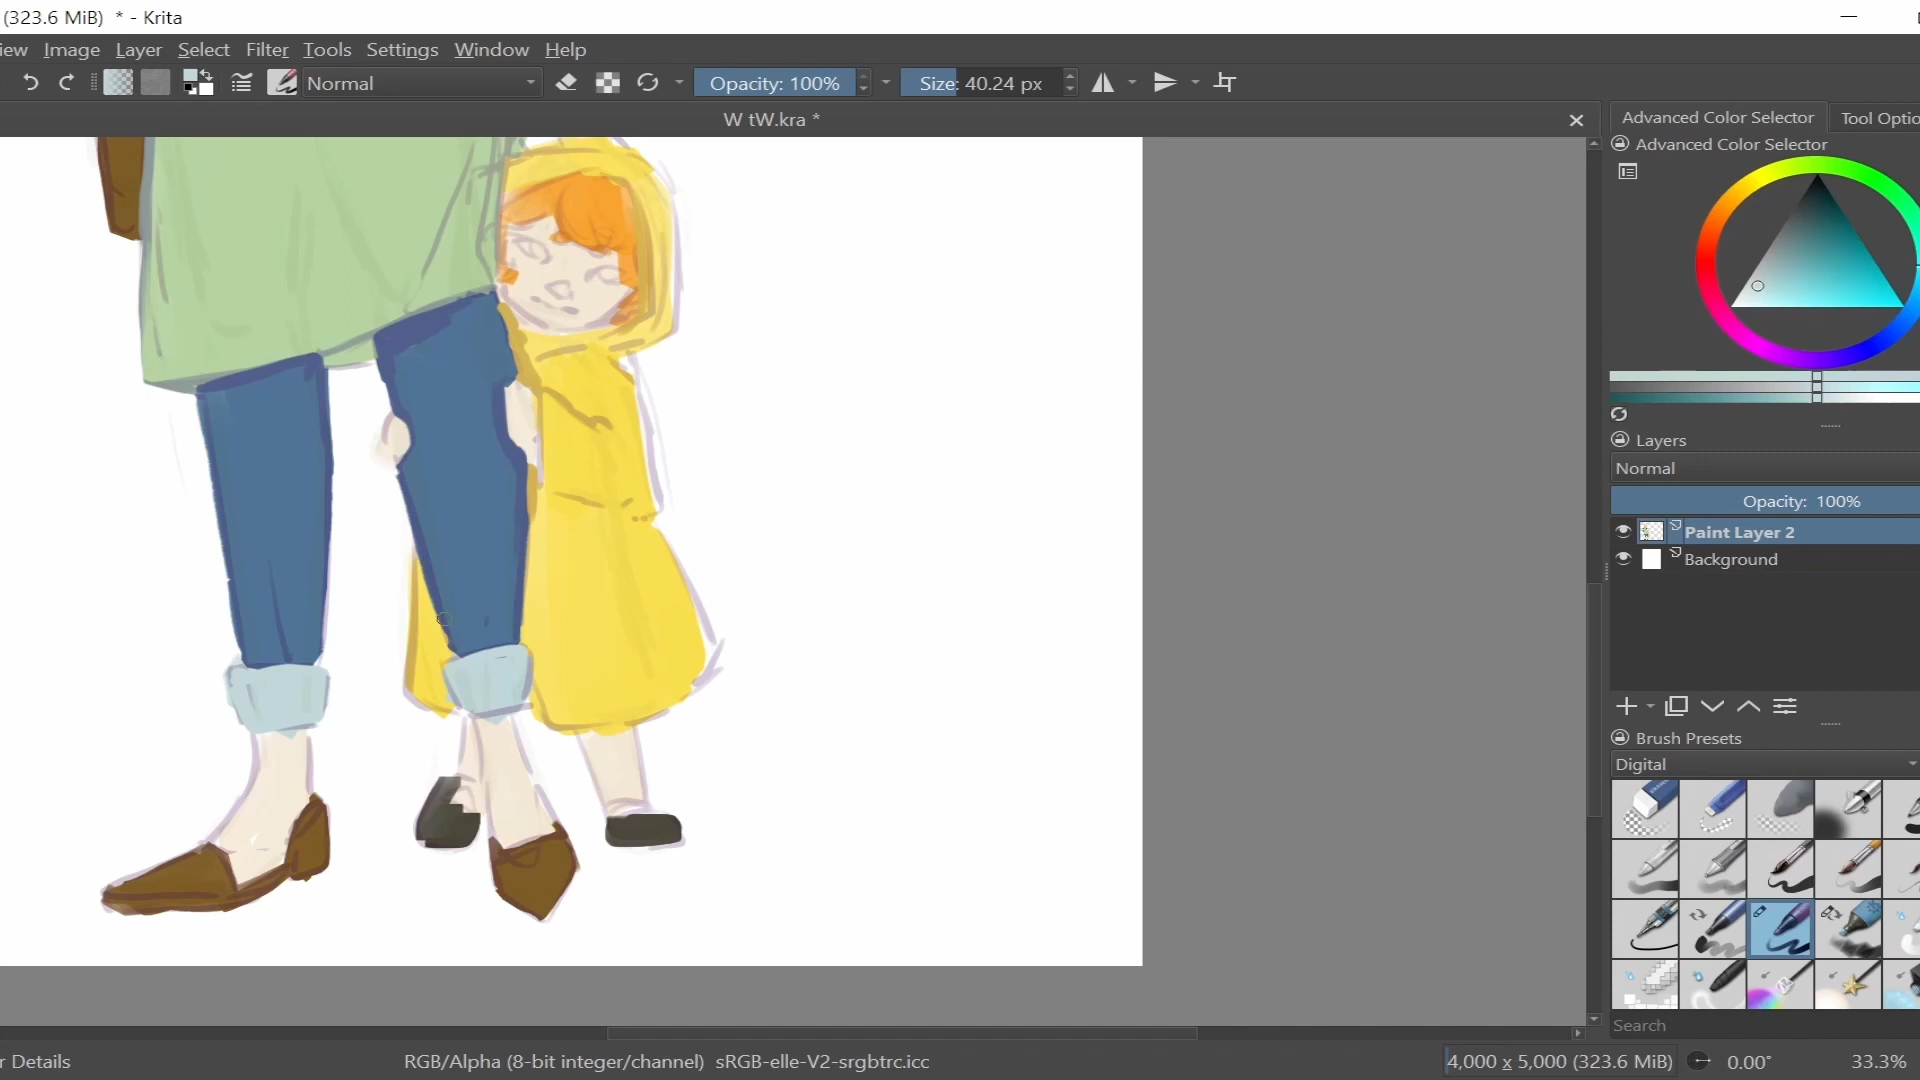 (323.6 MiB) * - Krita
iew Image Layer Select Filter Tools Settings Window Help
Normal Opacity: 100% Size: 40.24 px
W tW.kra *
Advanced Color Selector Tool Optio
Advanced Color Selector
Layers
Normal
Opacity: 100%
Paint Layer 2
Background
Brush Presets
Digital
Search
r Details RGB/Alpha (8-bit integer/channel) sRGB-elle-V2-srgbtrc.icc 4,000 x 5,000 (323.6 MiB) 0.00° 33.3%